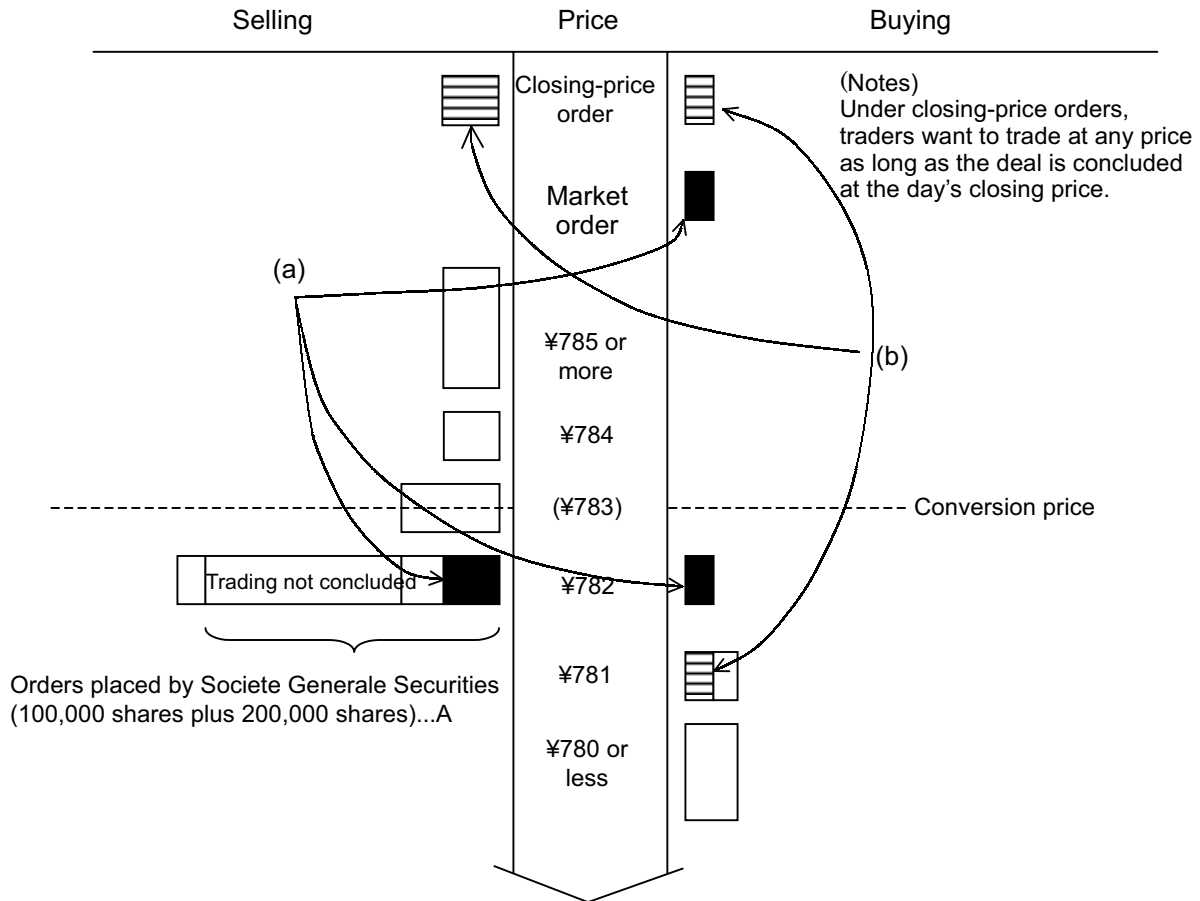 Selling Price Buying
Closing-price
order
(Notes)
Under closing-price orders,
traders want to trade at any price
as long as the deal is concluded
at the day's closing price.
Market
order
(a)
¥785 or
more
(b)
¥784
(¥783)
Conversion price
Trading not concluded
¥782
¥781
Orders placed by Societe Generale Securities
(100,000 shares plus 200,000 shares)...A
¥780 or
less